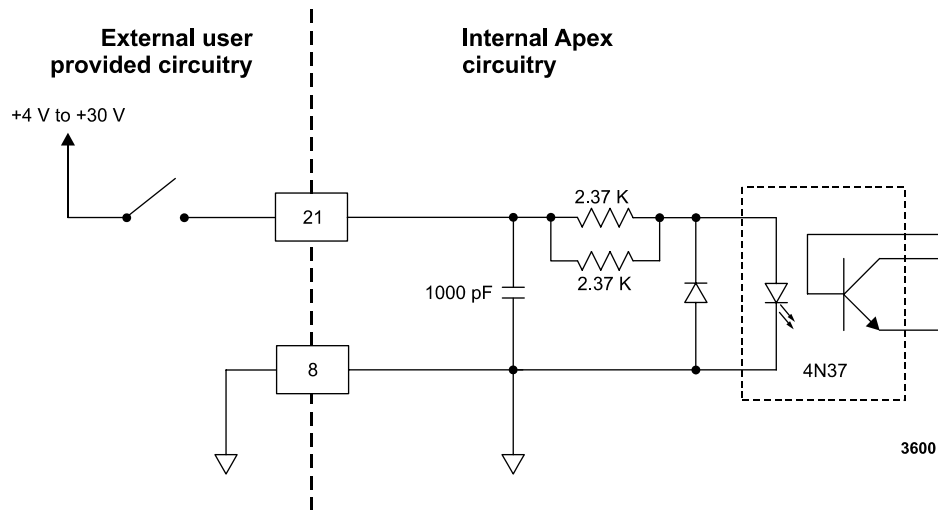 External user
provided circuitry
Internal Apex
circuitry
+4 V to +30 V
21
2.37 K
2.37 K
1000 pF
8
4N37
3600